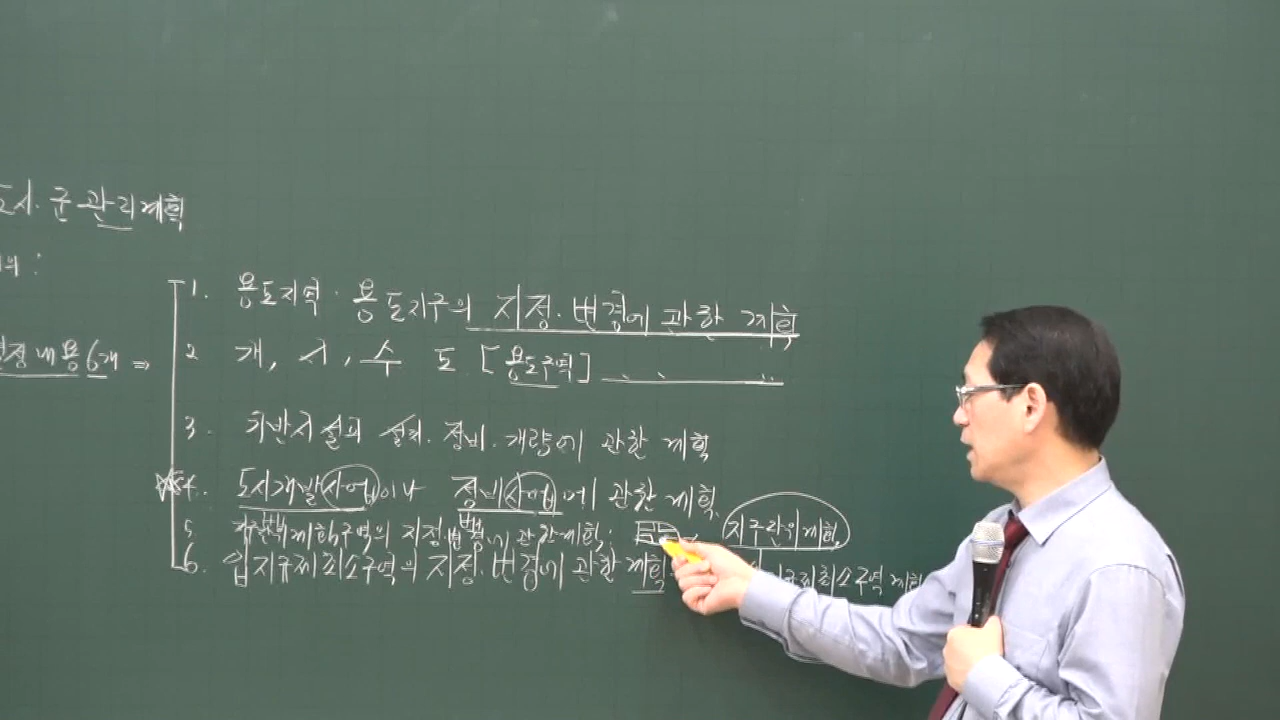 도시·군관리계획
의 :
결정내용 6개 ⇒
1. 용도지역·용도지구의 지정·변경에 관한 계획
2 개, 시, 수 도 [용도구역]
3. 기반시설의 설치·정비·개량에 관한 계획
4. 도시개발사업이나 정비사업에 관한 계획
5 지구단위계획구역의 지정·변경에 관한계획: 지구단위계획
6. 입지규제최소구역의 지정·변경에 관한 계획 입지규제최소구역계획